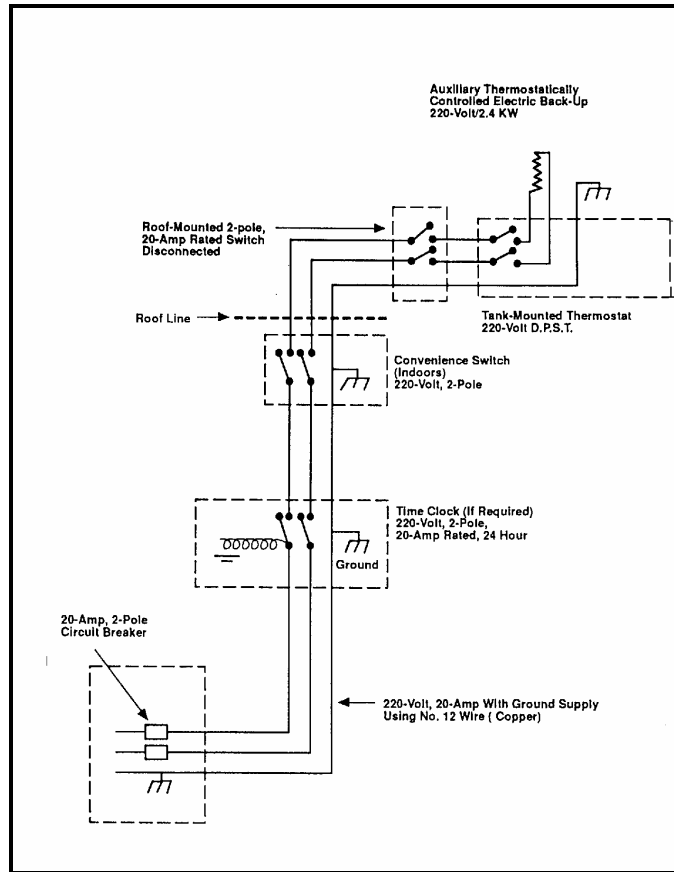 Auxiliary Thermostatically
Controlled Electric Back-Up
220-Volt/2.4 KW
Roof-Mounted 2-pole,
20-Amp Rated Switch
Disconnected
Tank-Mounted Thermostat
220-Volt D.P.S.T.
Roof Line
Convenience Switch
(Indoors)
220-Volt, 2-Pole
Time Clock (If Required)
220-Volt, 2-Pole,
20-Amp Rated, 24 Hour
Ground
20-Amp, 2-Pole
Circuit Breaker
220-Volt, 20-Amp With Ground Supply
Using No. 12 Wire ( Copper)